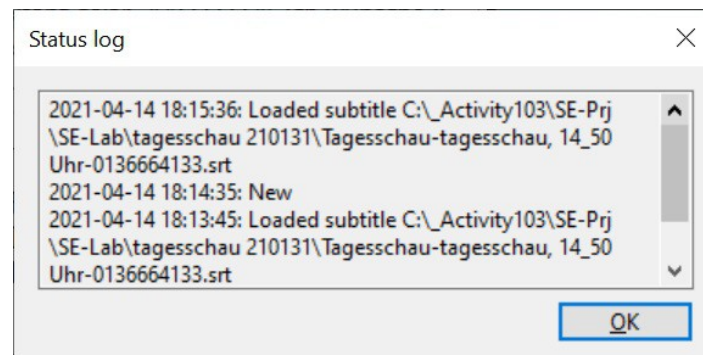 Status log
2021-04-14 18:15:36: Loaded subtitle C:\_Activity103\SE-Prj
\SE-Lab\tagesschau 210131\Tagesschau-tagesschau, 14_50
Uhr-0136664133.srt
2021-04-14 18:14:35: New
2021-04-14 18:13:45: Loaded subtitle C:\_Activity103\SE-Prj
\SE-Lab\tagesschau 210131\Tagesschau-tagesschau, 14_50
Uhr-0136664133.srt
OK